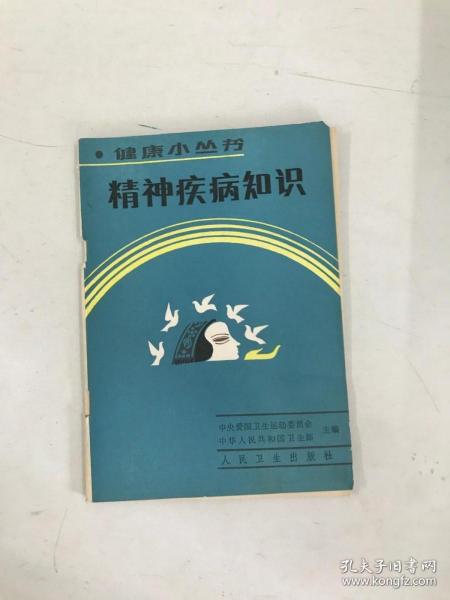 ·健康小丛书
精神疾病知识
中央爱国卫生运动委员会
中华人民共和国卫生部
主编
人民卫生出版社
孔夫子旧书网
www.kongfz.com